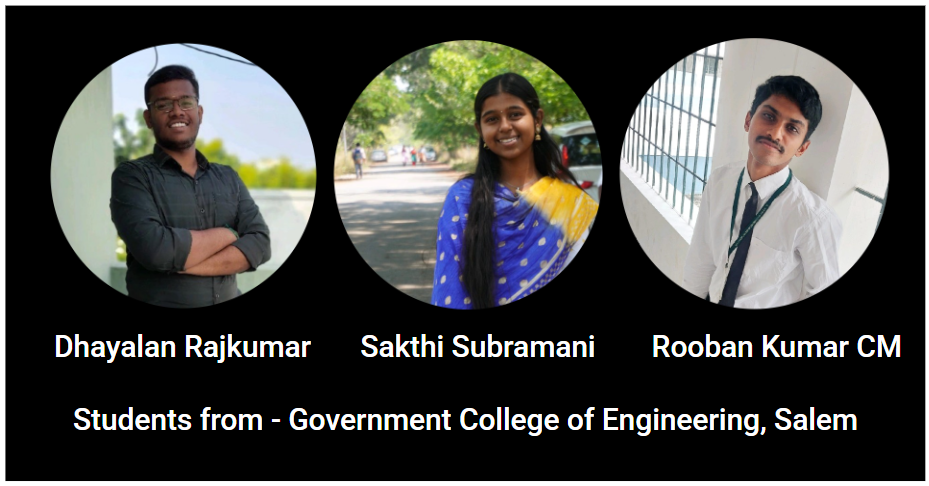 Dhayalan Rajkumar Sakthi Subramani Rooban Kumar CM
Students from - Government College of Engineering, Salem